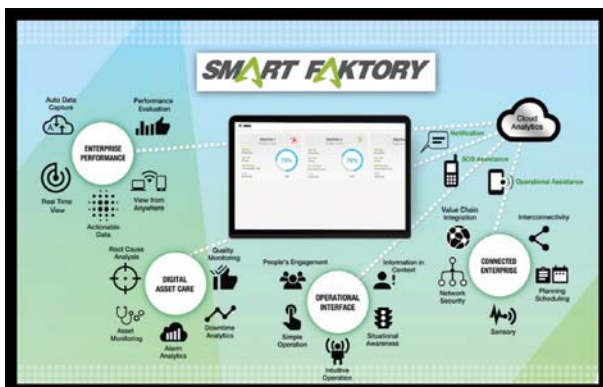 SMART FAKTORY
Auto Data
Capture
Performance
Evaluation
ENTERPRISE
PERFORMANCE
Real Time
View
View from
Anywhere
Actionable
Data
Cloud
Analytics
Notification
SOS Assistance
Operational Assistance
Root Cause
Analysis
Quality
Monitoring
DIGITAL
ASSET CARE
Asset
Monitoring
Downtime
Analytics
Alarm
Analytics
People's Engagement
Information in
Context
OPERATIONAL
INTERFACE
Simple
Operation
Situational
Awareness
Intuitive
Operation
Value Chain
Integration
Interconnectivity
CONNECTED
ENTERPRISE
Network
Security
Planning
Scheduling
Sensory